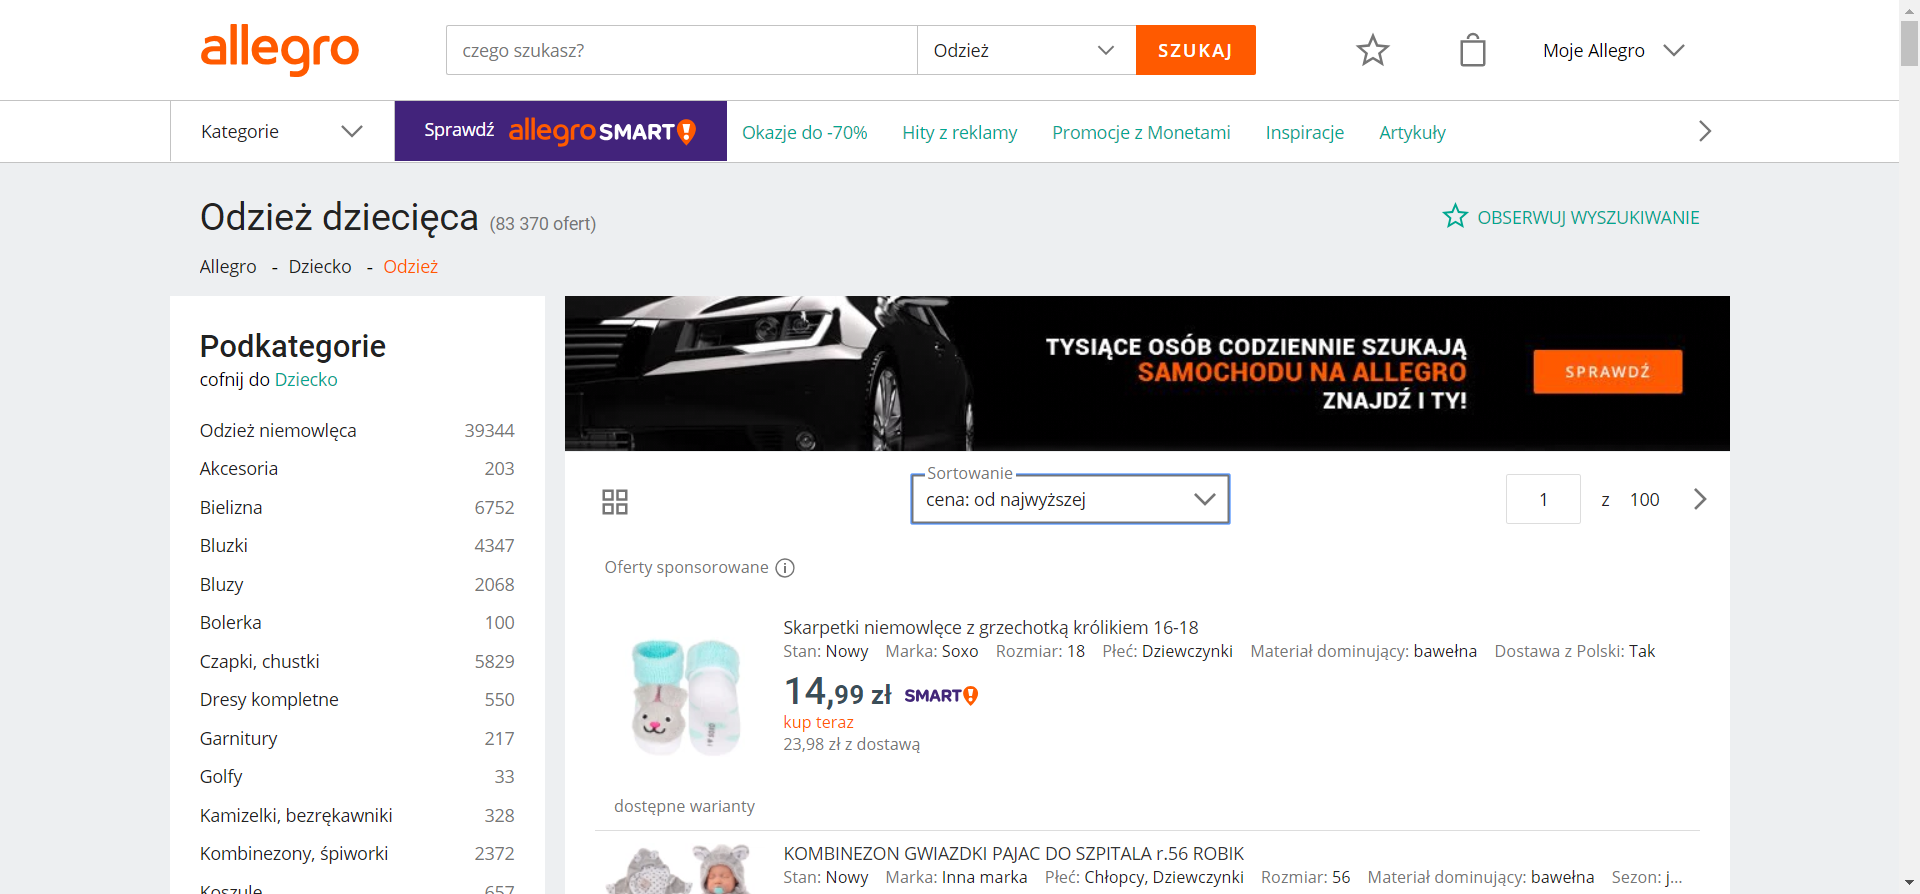 allegro
czego szukasz?
Odzież
SZUKAJ
Moje Allegro
Kategorie
Sprawdź allegro SMART!
Okazje do -70%
Hity z reklamy
Promocje z Monetami
Inspiracje
Artykuły
Odzież dziecięca (83 370 ofert)
OBSERWUJ WYSZUKIWANIE
Allegro - Dziecko - Odzież
Podkategorie
cofnij do Dziecko
Odzież niemowlęca 39344
Akcesoria 203
Bielizna 6752
Bluzki 4347
Bluzy 2068
Bolerka 100
Czapki, chustki 5829
Dresy kompletne 550
Garnitury 217
Golfy 33
Kamizelki, bezrękawniki 328
Kombinezony, śpiworki 2372
Koszule 657
TYSIĄCE OSÓB CODZIENNIE SZUKAJĄ
SAMOCHODU NA ALLEGRO
ZNAJDŹ I TY!
SPRAWDŹ
Sortowanie
cena: od najwyższej
1 z 100
Oferty sponsorowane
Skarpetki niemowlęce z grzechotką królikiem 16-18
Stan: Nowy Marka: Soxo Rozmiar: 18 Płeć: Dziewczynki Materiał dominujący: bawełna Dostawa z Polski: Tak
14,99 zł SMART!
kup teraz
23,98 zł z dostawą
dostępne warianty
KOMBINEZON GWIAZDKI PAJAC DO SZPITALA r.56 ROBIK
Stan: Nowy Marka: Inna marka Płeć: Chłopcy, Dziewczynki Rozmiar: 56 Materiał dominujący: bawełna Sezon: j...